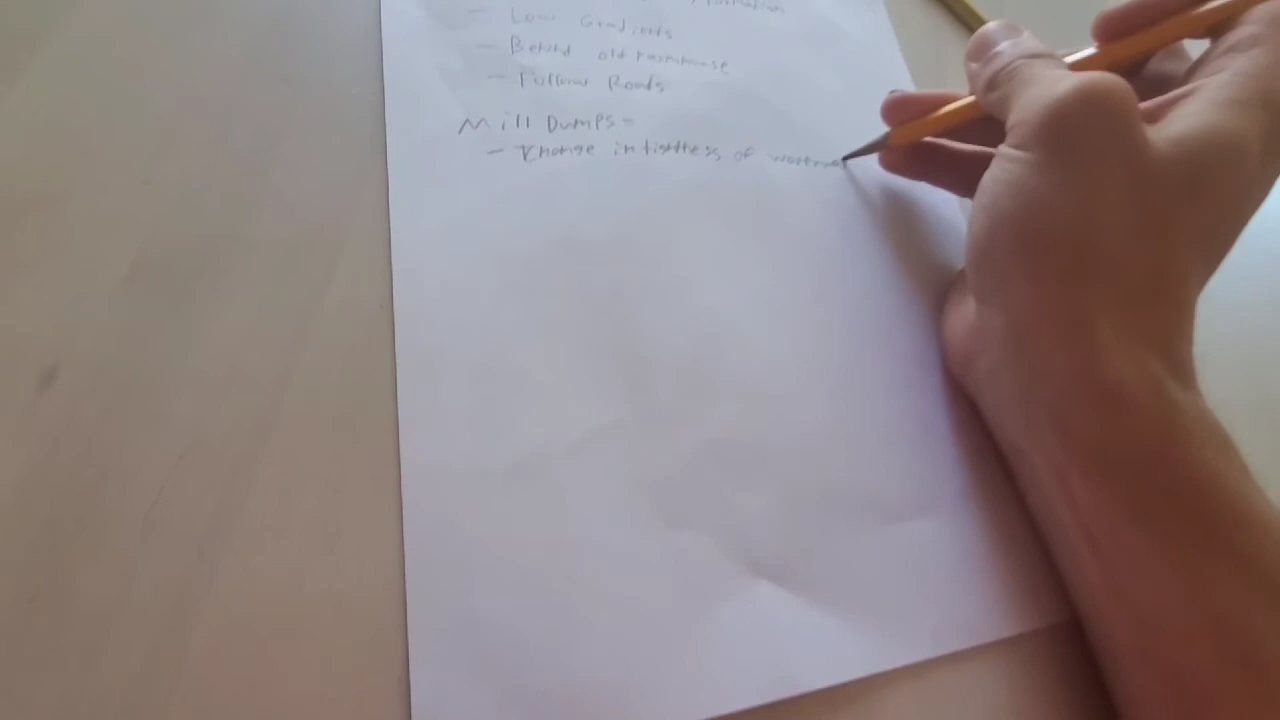 - Low Gradients
- Behind old Farmhouse
- Follow Roads
Mill Dumps -
- Change in tightness of